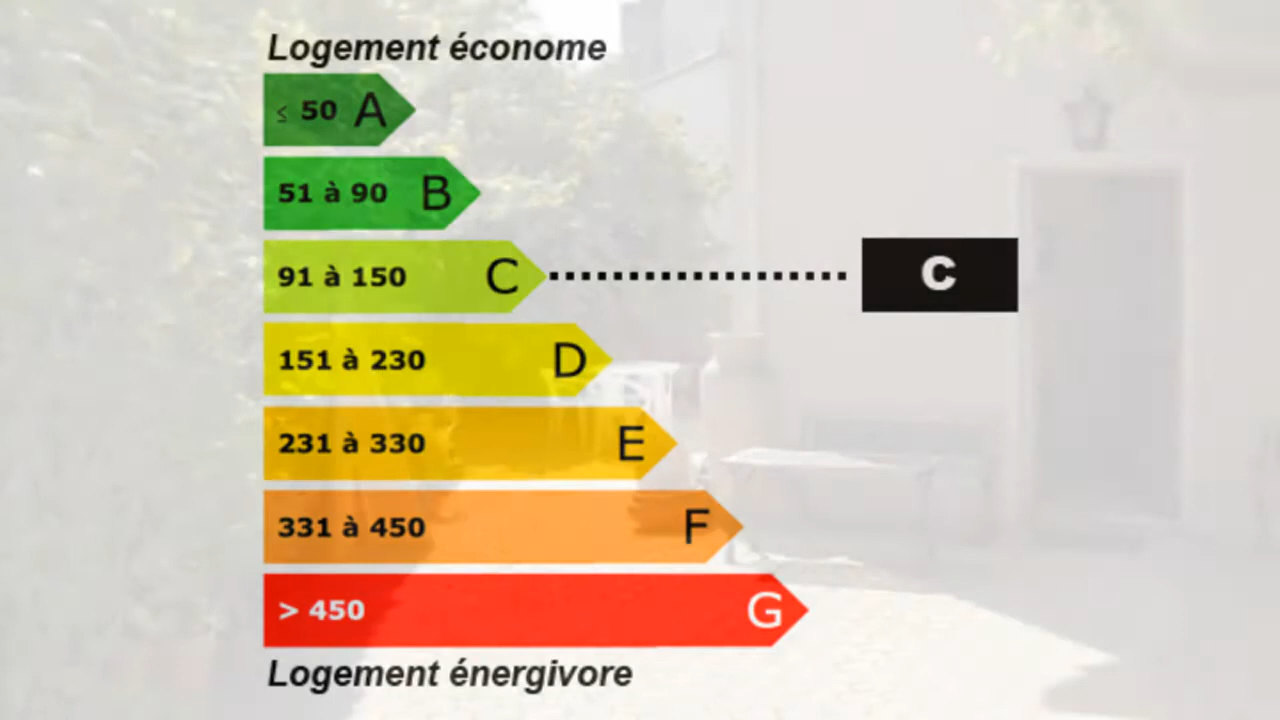 Logement économe
≤ 50 A
51 à 90 B
91 à 150 C
C
151 à 230 D
231 à 330 E
331 à 450 F
> 450 G
Logement énergivore